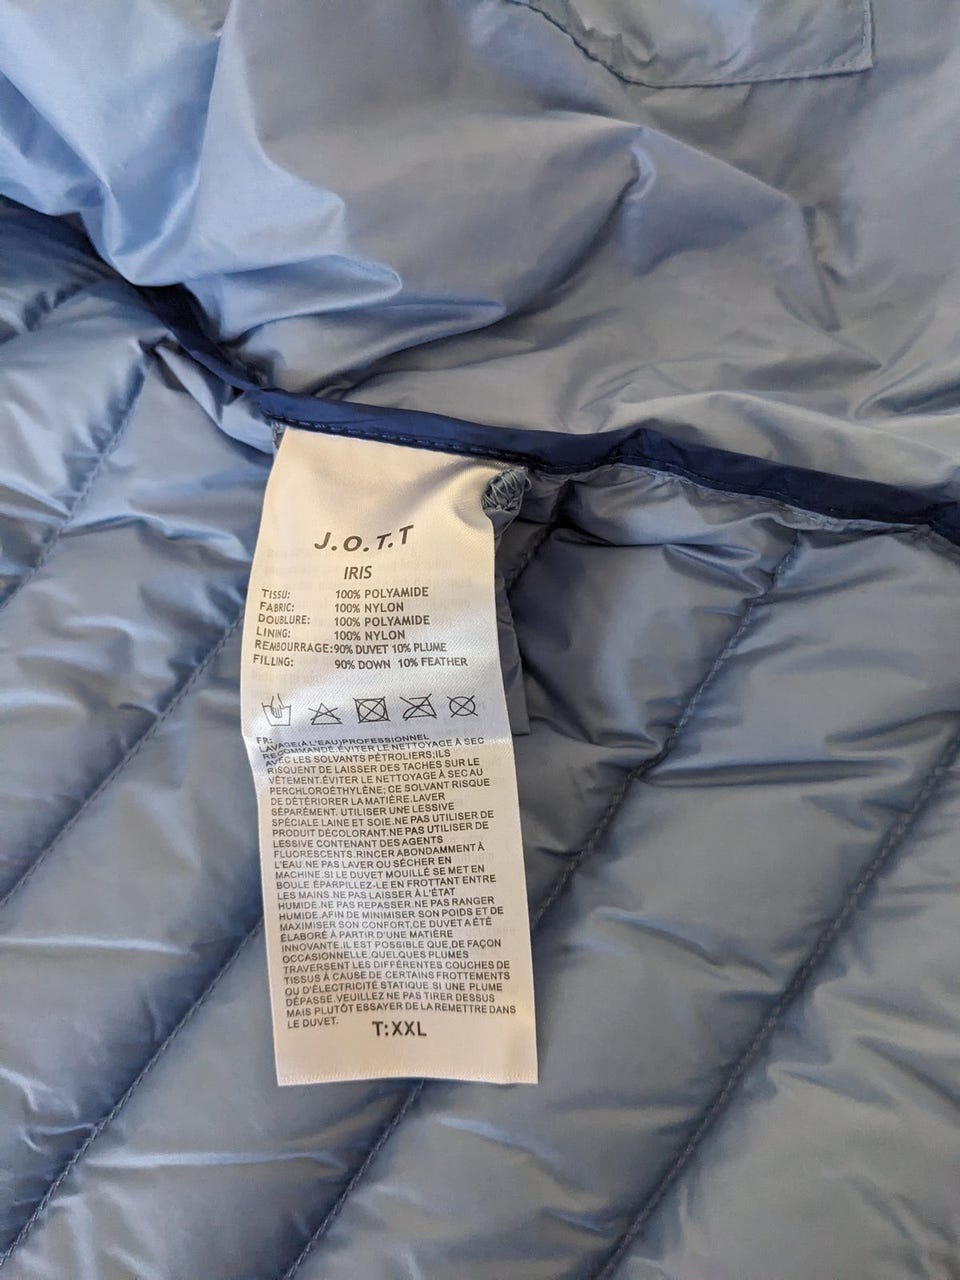 J.O.T.T
IRIS
TISSU: 100% POLYAMIDE
FABRIC: 100% NYLON
DOUBLURE: 100% POLYAMIDE
LINING: 100% NYLON
REMBOURRAGE:90% DUVET 10% PLUME
FILLING: 90% DOWN 10% FEATHER
FR:
LAVAGE(À L'EAU)PROFESSIONNEL
RECOMMANDÉ.ÉVITER LE NETTOYAGE À SEC
AVEC LES SOLVANTS PÉTROLIERS;ILS
RISQUENT DE LAISSER DES TACHES SUR LE
VÊTEMENT.ÉVITER LE NETTOYAGE À SEC AU
PERCHLOROÉTHYLÈNE; CE SOLVANT RISQUE
DE DÉTÉRIORER LA MATIÈRE.LAVER
SÉPARÉMENT. UTILISER UNE LESSIVE
SPÉCIALE LAINE ET SOIE.NE PAS UTILISER DE
PRODUIT DÉCOLORANT.NE PAS UTILISER DE
LESSIVE CONTENANT DES AGENTS
FLUORESCENTS.RINCER ABONDAMMENT À
L'EAU.NE PAS LAVER OU SÉCHER EN
MACHINE.SI LE DUVET MOUILLÉ SE MET EN
BOULE.ÉPARPILLEZ-LE EN FROTTANT ENTRE
LES MAINS.NE PAS LAISSER À L'ÉTAT
HUMIDE.NE PAS REPASSER.NE PAS RANGER
HUMIDE.AFIN DE MINIMISER SON POIDS ET DE
MAXIMISER SON CONFORT,CE DUVET A ÉTÉ
ÉLABORÉ À PARTIR D'UNE MATIÈRE
INNOVANTE.IL EST POSSIBLE QUE,DE FAÇON
OCCASIONNELLE.QUELQUES PLUMES
TRAVERSENT LES DIFFÉRENTES COUCHES DE
TISSUS À CAUSE DE CERTAINS FROTTEMENTS
OU D'ÉLECTRICITÉ STATIQUE.SI UNE PLUME
DÉPASSE.VEUILLEZ NE PAS TIRER DESSUS
MAIS PLUTÔT ESSAYER DE LA REMETTRE DANS
LE DUVET.
T:XXL